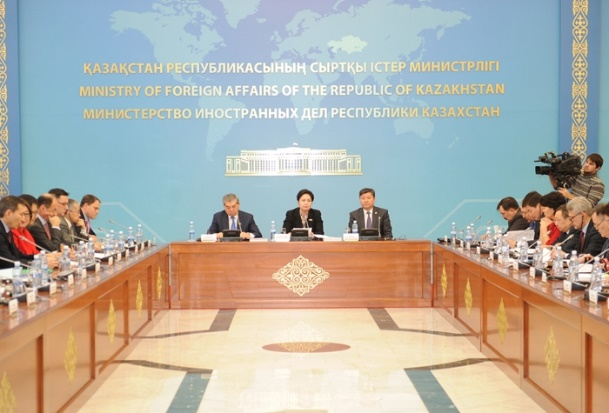 ҚАЗАҚСТАН РЕСПУБЛИКАСЫНЫҢ СЫРТҚЫ ІСТЕР МИНИСТРЛІГІ
MINISTRY OF FOREIGN AFFAIRS OF THE REPUBLIC OF KAZAKHSTAN
МИНИСТЕРСТВО ИНОСТРАННЫХ ДЕЛ РЕСПУБЛИКИ КАЗАХСТАН